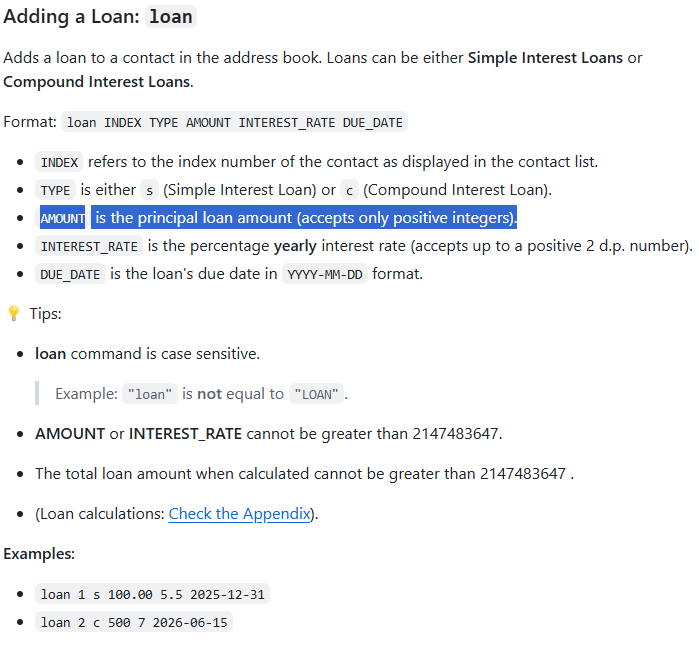 Adding a Loan: loan
Adds a loan to a contact in the address book. Loans can be either Simple Interest Loans or
Compound Interest Loans.
Format: loan INDEX TYPE AMOUNT INTEREST_RATE DUE_DATE
• INDEX refers to the index number of the contact as displayed in the contact list.
• TYPE is either s (Simple Interest Loan) or c (Compound Interest Loan).
• AMOUNT is the principal loan amount (accepts only positive integers).
• INTEREST_RATE is the percentage yearly interest rate (accepts up to a positive 2 d.p. number).
• DUE_DATE is the loan's due date in YYYY-MM-DD format.
💡 Tips:
• loan command is case sensitive.
Example: "loan" is not equal to "LOAN".
• AMOUNT or INTEREST_RATE cannot be greater than 2147483647.
• The total loan amount when calculated cannot be greater than 2147483647 .
• (Loan calculations: Check the Appendix).
Examples:
• loan 1 s 100.00 5.5 2025-12-31
• loan 2 c 500 7 2026-06-15